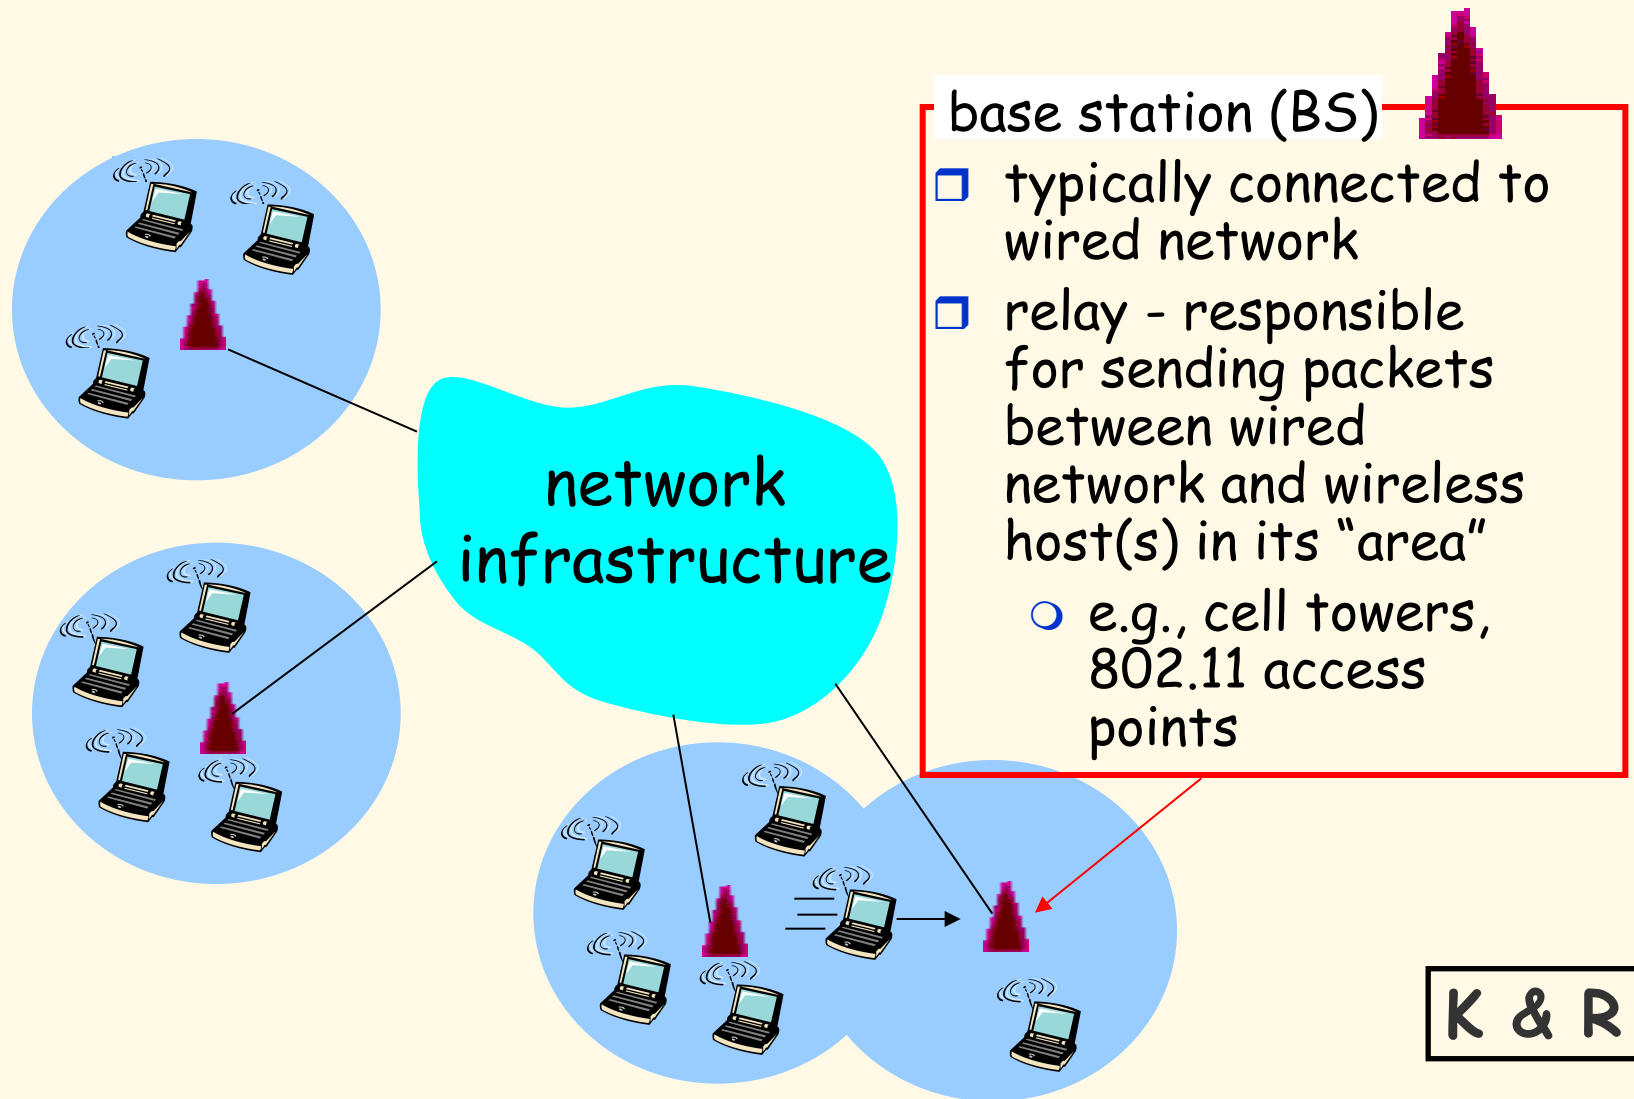 base station (BS)
typically connected to
wired network
relay - responsible
for sending packets
between wired
network and wireless
host(s) in its “area”
e.g., cell towers,
802.11 access
points
network
infrastructure
K & R